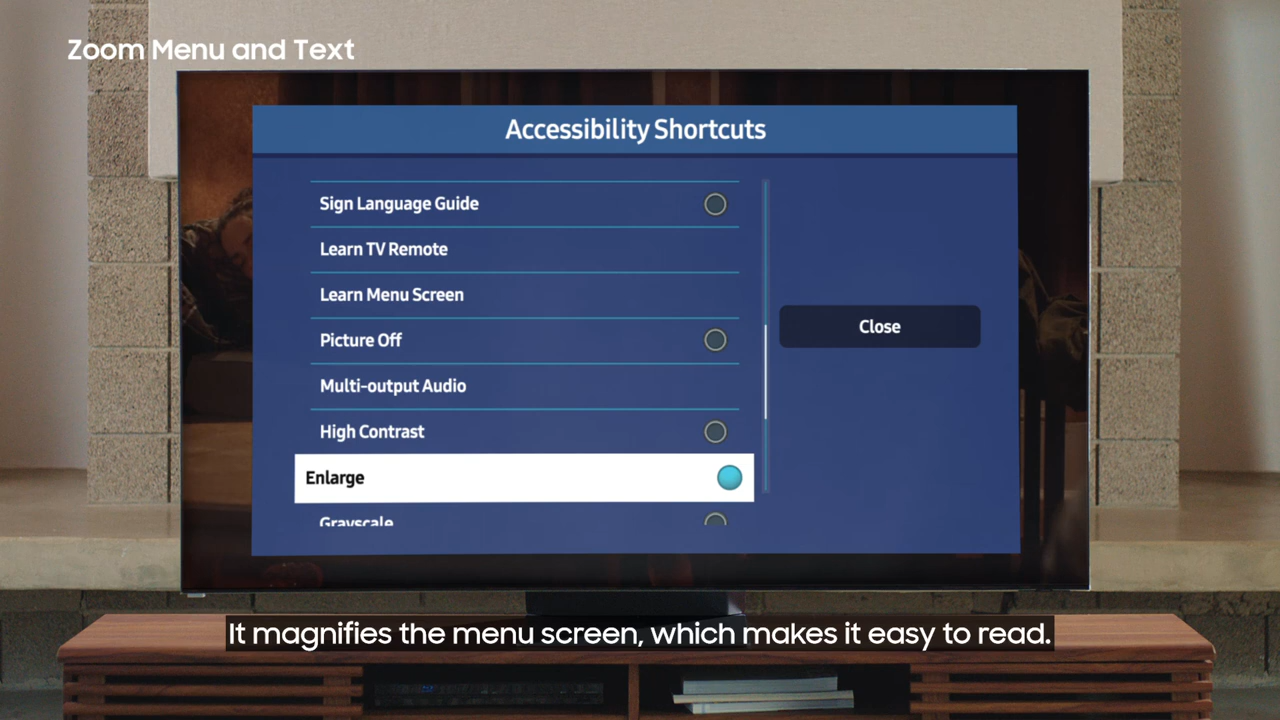 Zoom Menu and Text
Accessibility Shortcuts
Sign Language Guide
Learn TV Remote
Learn Menu Screen
Picture Off
Multi-output Audio
High Contrast
Enlarge
Grayscale
Close
It magnifies the menu screen, which makes it easy to read.